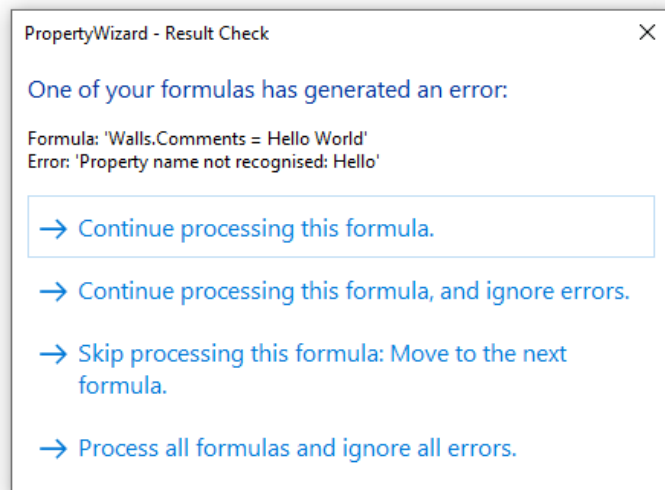 PropertyWizard - Result Check
One of your formulas has generated an error:
Formula: 'Walls.Comments = Hello World'
Error: 'Property name not recognised: Hello'
Continue processing this formula.
Continue processing this formula, and ignore errors.
Skip processing this formula: Move to the next
formula.
Process all formulas and ignore all errors.